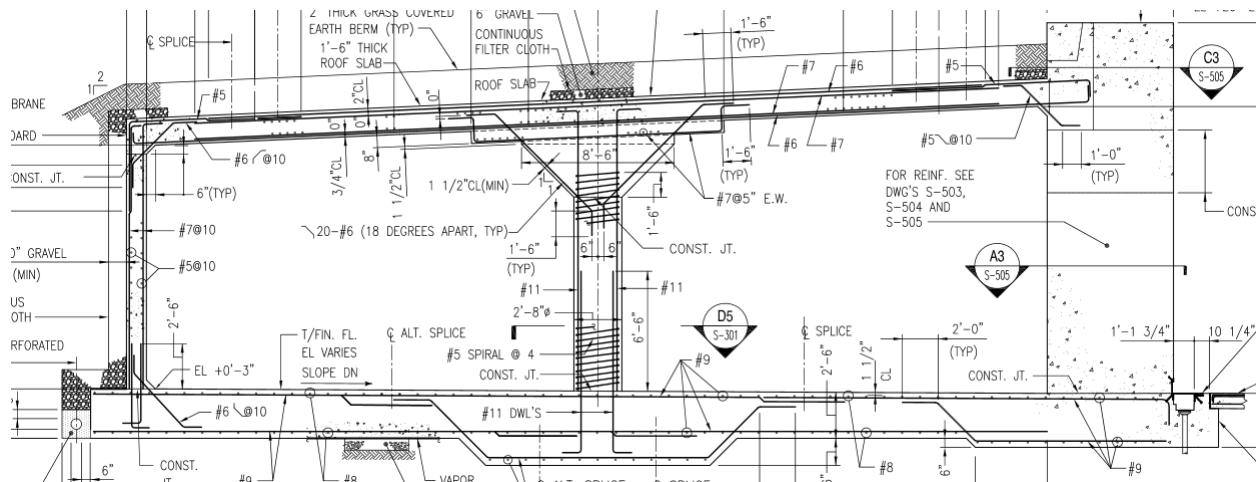 2" THICK GRASS COVERED
EARTH BERM (TYP)
1'-6" THICK
ROOF SLAB
6" GRAVEL
CONTINUOUS
FILTER CLOTH
ROOF SLAB
1'-6"
(TYP)
℄ SPLICE
2
1
C3
S-505
#7
#6
#5
#5
2"CL
BOARD
CONST. JT.
#6 @10
6"(TYP)
3/4"CL
8"
1 1/2"CL
8'-6"
1 1/2"CL(MIN)
1'-6"
(TYP)
#6
#7
#5 @10
1'-0"
(TYP)
#7@5" E.W.
1'-6"
FOR REINF. SEE
DWG'S S-503,
S-504 AND
S-505
#7@10
#5@10
GRAVEL
(MIN)
20-#6 (18 DEGREES APART, TYP)
1'-6"
(TYP)
6"
6"
CONST. JT.
A3
S-505
#11
#11
2'-8"ø
2'-6"
6'-6"
D5
S-301
T/FIN. FL.
EL VARIES
SLOPE DN
℄ ALT. SPLICE
℄ SPLICE
2'-0"
(TYP)
1'-1 3/4"
10 1/4"
EL +0'-3"
#5 SPIRAL @ 4
CONST. JT.
#9
2'-6"
1 1/2"
CL
CONST. JT.
#6 @10
#11 DWL'S
6"
CONST.
#9
#8
VAPOR
#8
6"
#9